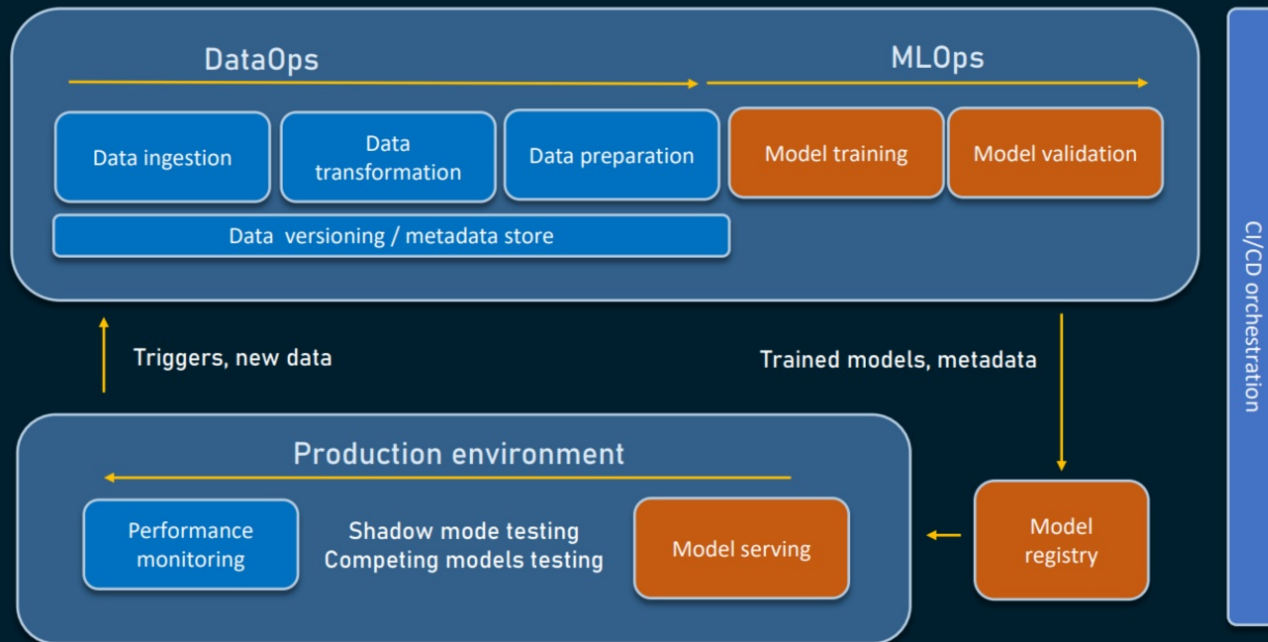 DataOps
MLOps
Data ingestion
Data
transformation
Data preparation
Model training
Model validation
Data versioning / metadata store
CI/CD orchestration
Triggers, new data
Trained models, metadata
Production environment
Performance
monitoring
Shadow mode testing
Competing models testing
Model serving
Model
registry